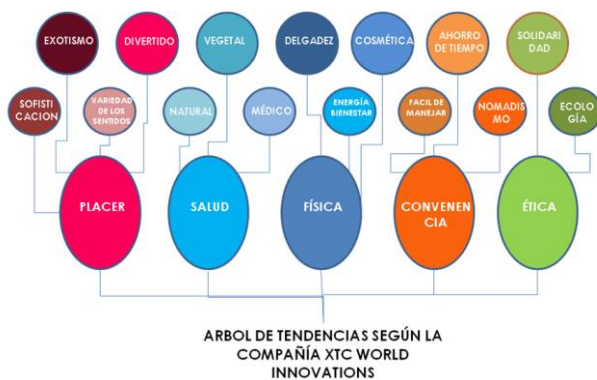 EXOTISMO
DIVERTIDO
VEGETAL
DELGADEZ
COSMÉTICA
AHORRO
DE TIEMPO
SOLIDARI
DAD
SOFISTI
CACION
VARIEDAD
DE LOS
SENTIDOS
NATURAL
MÉDICO
ENERGÍA
BIENESTAR
FACIL DE
MANEJAR
NOMADIS
MO
ECOLO
GÍA
PLACER
SALUD
FÍSICA
CONVENEN
CIA
ÉTICA
ARBOL DE TENDENCIAS SEGÚN LA
COMPAÑÍA XTC WORLD
INNOVATIONS